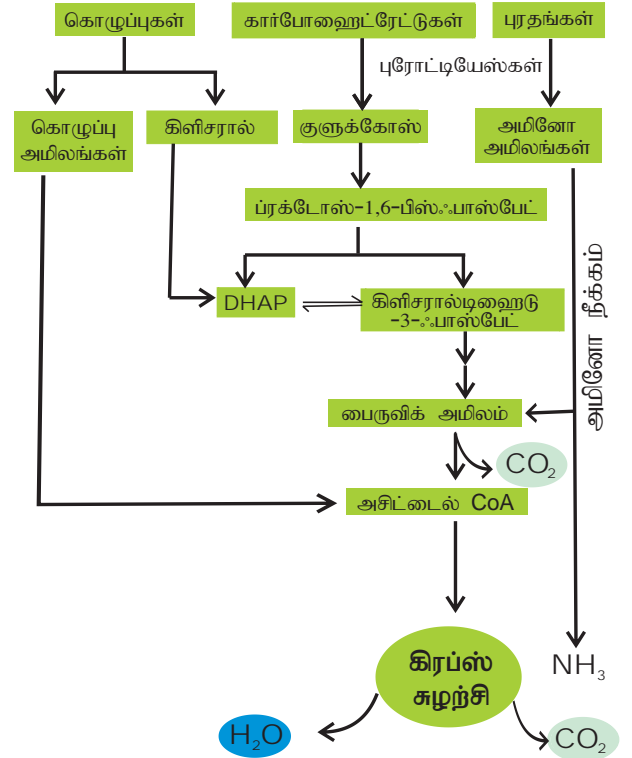 கொழுப்புகள்
கார்போஹைட்ரேட்டுகள்
புரதங்கள்
புரோட்டியேஸ்கள்
கொழுப்பு
அமிலங்கள்
கிளிசரால்
குளுக்கோஸ்
அமினோ
அமிலங்கள்
ப்ரக்டோஸ்-1,6-பிஸ்ஃபாஸ்பேட்
DHAP
கிளிசரால்டிஹைடு
-3-ஃபாஸ்பேட்
அமினோ நீக்கம்
பைருவிக் அமிலம்
CO₂
அசிட்டைல் CoA
கிரப்ஸ்
சுழற்சி
NH₃
H₂O
CO₂